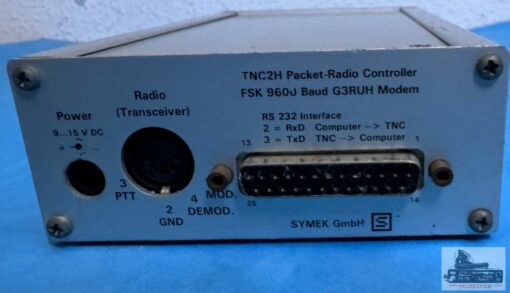 TNC2H Packet-Radio Controller
FSK 9600 Baud G3RUH Modem
Power
9...15 V DC
Radio
(Transceiver)
RS 232 Interface
2 = RxD Computer --> TNC
3 = TxD TNC --> Computer
13
1
3
PTT
2
GND
4
MOD.
DEMOD.
25
14
SYMEK GmbH
S
MUSEO-CB